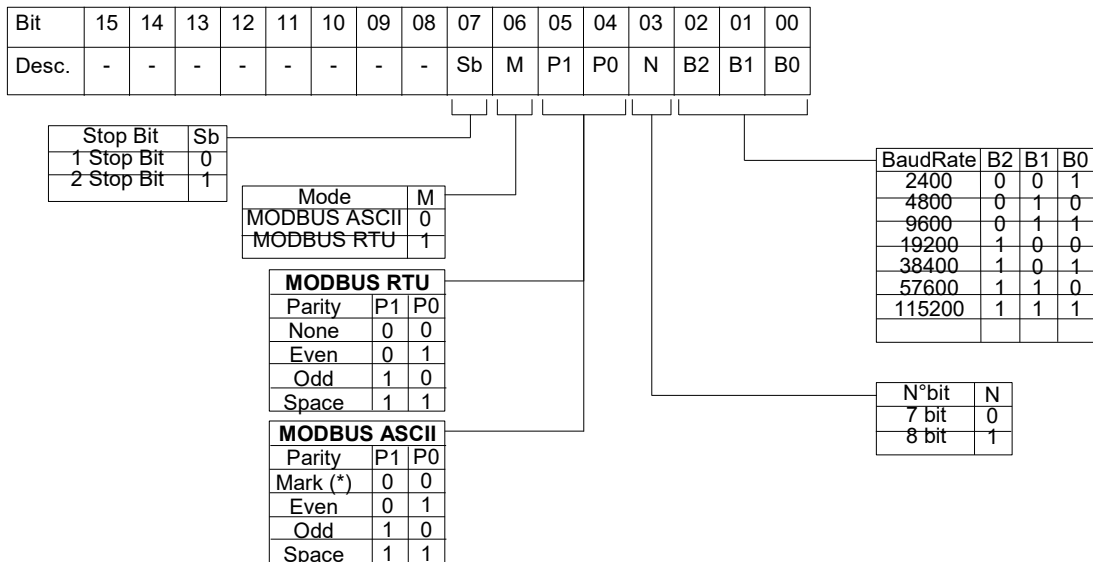 Bit 15 14 13 12 11 10 09 08 07 06 05 04 03 02 01 00
Desc. - - - - - - - - Sb M P1 P0 N B2 B1 B0
Stop Bit Sb
1 Stop Bit 0
2 Stop Bit 1
Mode M
MODBUS ASCII 0
MODBUS RTU 1
MODBUS RTU
Parity P1 P0
None 0 0
Even 0 1
Odd 1 0
Space 1 1
MODBUS ASCII
Parity P1 P0
Mark (*) 0 0
Even 0 1
Odd 1 0
Space 1 1
BaudRate B2 B1 B0
2400 0 0 1
4800 0 1 0
9600 0 1 1
19200 1 0 0
38400 1 0 1
57600 1 1 0
115200 1 1 1
N°bit N
7 bit 0
8 bit 1